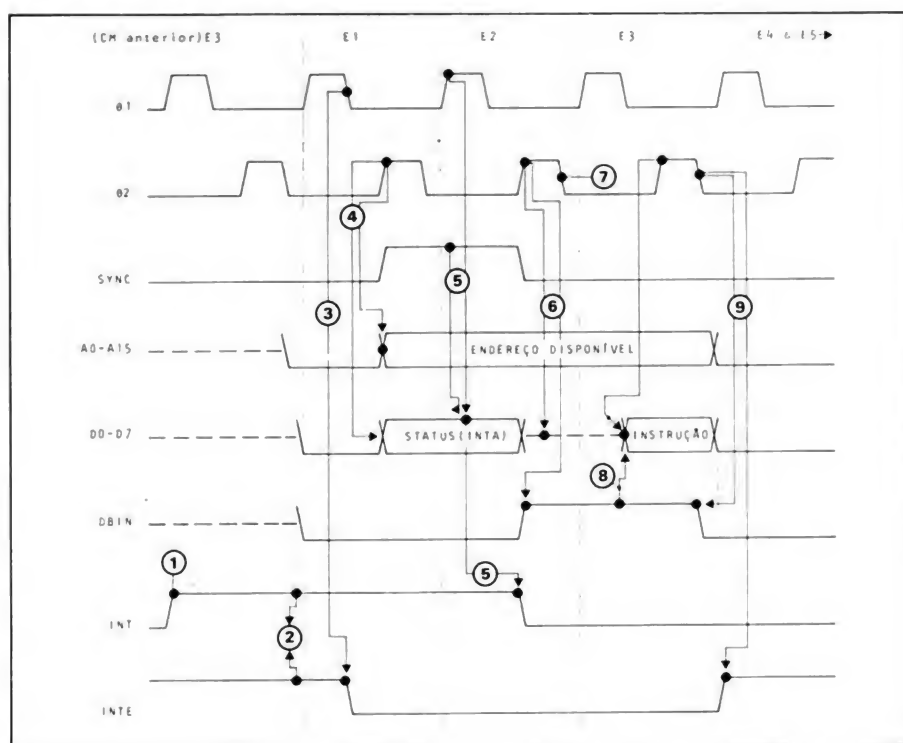 (CM anterior)E3 E1 E2 E3 E4 e E5
Ø1
Ø2
7
4
SYNC
5
3
6
9
A0-A15
ENDEREÇO DISPONÍVEL
D0-D7
STATUS(INTA)
INSTRUÇÃO
8
DBIN
1
5
INT
2
INTE